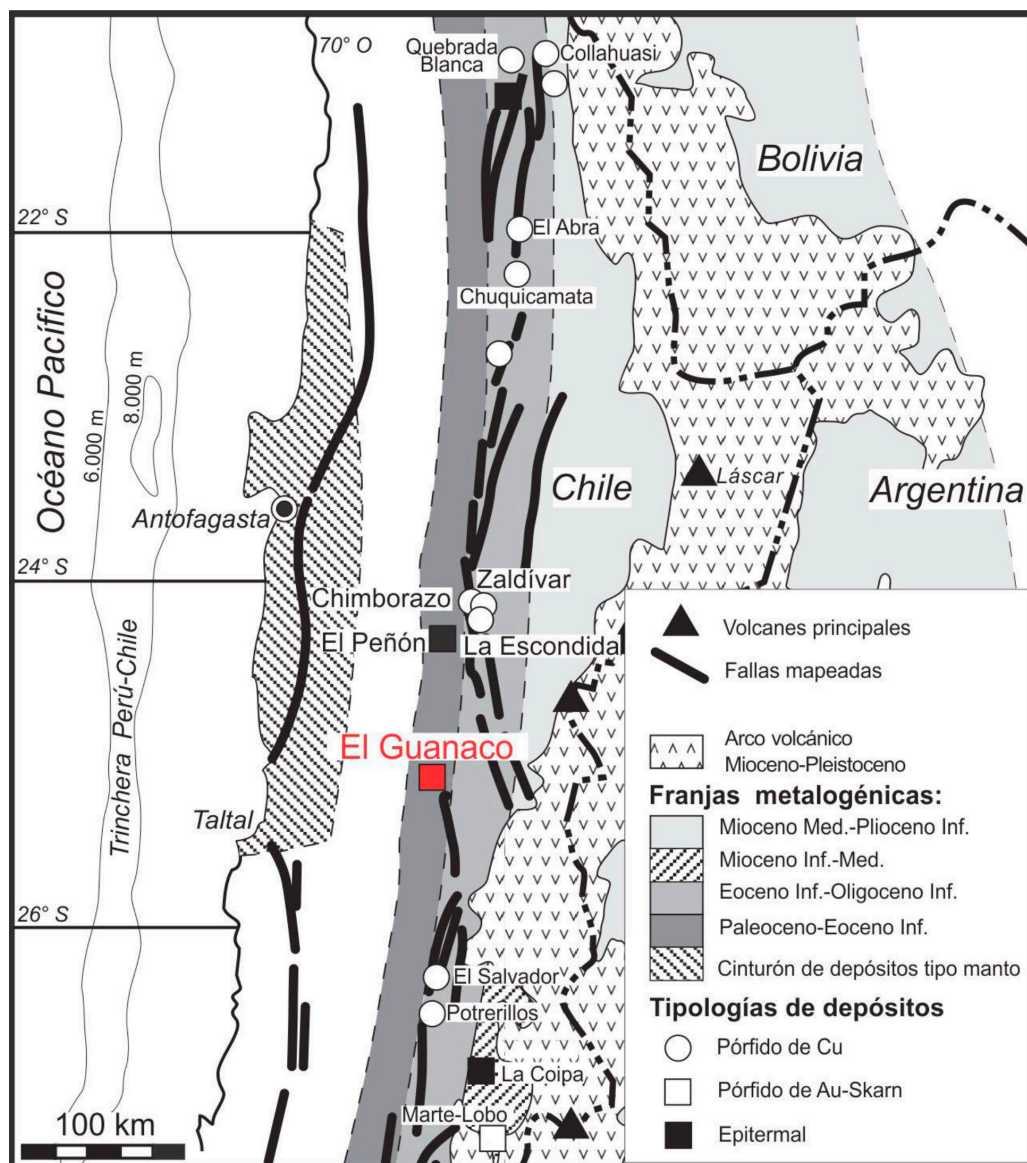 70° O
Quebrada
Blanca
Collahuasi
Bolivia
22° S
El Abra
Océano Pacífico
Chuquicamata
8.000 m
6.000 m
Chile
Láscar
Argentina
Antofagasta
24° S
Zaldívar
Chimborazo
El Peñón
La Escondida
Trinchera Perú-Chile
El Guanaco
Taltal
26° S
El Salvador
Potrerillos
La Coipa
Marte-Lobo
100 km
Volcanes principales
Fallas mapeadas
Arco volcánico
Mioceno-Pleistoceno
Franjas metalogénicas:
Mioceno Med.-Plioceno Inf.
Mioceno Inf.-Med.
Eoceno Inf.-Oligoceno Inf.
Paleoceno-Eoceno Inf.
Cinturón de depósitos tipo manto
Tipologías de depósitos
Pórfido de Cu
Pórfido de Au-Skarn
Epitermal